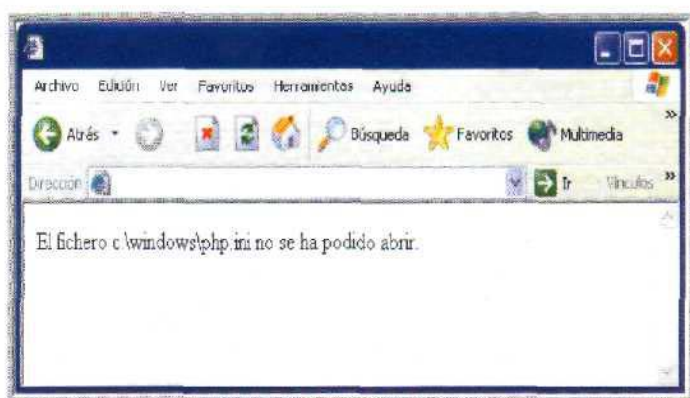 Archivo Edición Ver Favoritos Herramientas Ayuda
Atrás Búsqueda Favoritos Multimedia »
Dirección Ir Vínculos »
El fichero c:\windows\php.ini no se ha podido abrir.